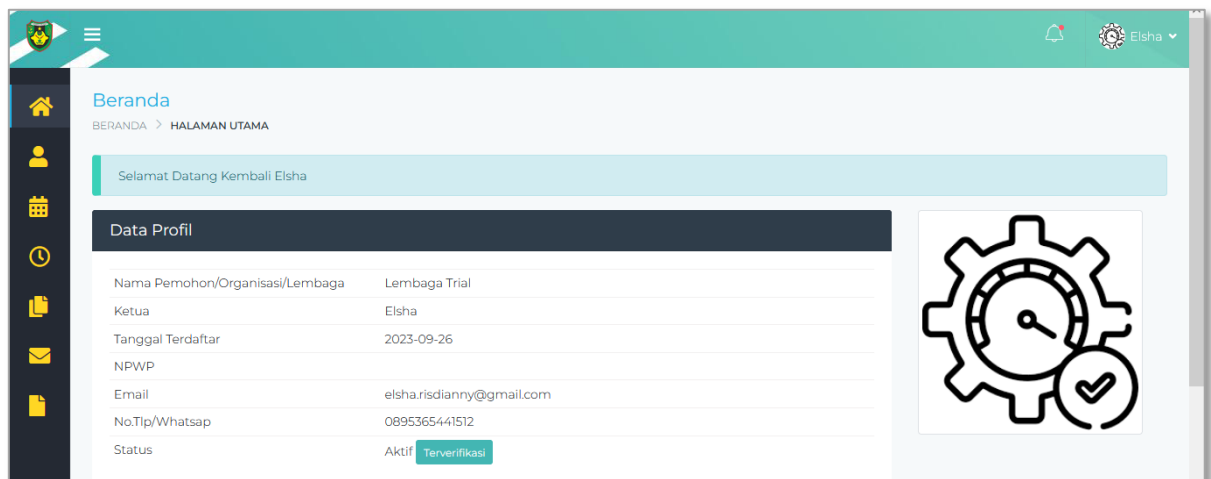 Elsha
Beranda
BERANDA > HALAMAN UTAMA
Selamat Datang Kembali Elsha
Data Profil
Nama Pemohon/Organisasi/Lembaga Lembaga Trial
Ketua Elsha
Tanggal Terdaftar 2023-09-26
NPWP
Email elsha.risdianny@gmail.com
No.Tlp/Whatsap 0895365441512
Status Aktif Terverifikasi